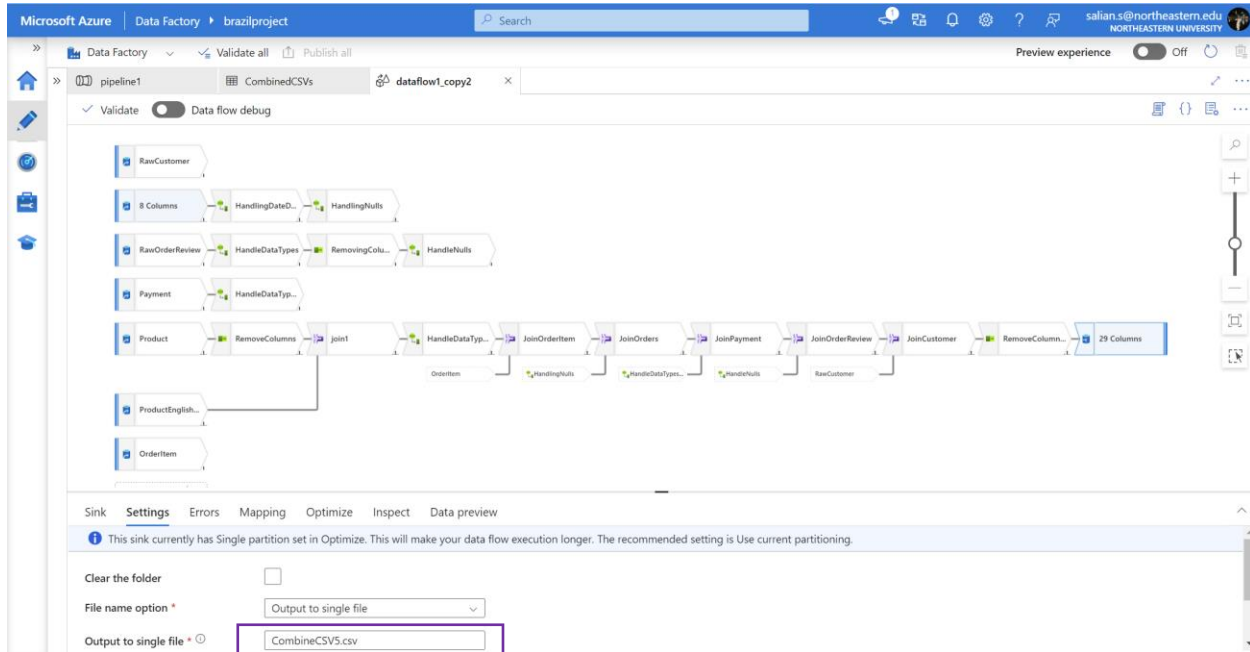 Microsoft Azure | Data Factory ▸ brazilproject Search salian.s@northeastern.edu
NORTHEASTERN UNIVERSITY
» Data Factory Validate all Publish all Preview experience Off
» pipeline1 CombinedCSVs dataflow1_copy2 ×
Validate Data flow debug { } ...
RawCustomer
8 Columns HandlingDateD... HandlingNulls
RawOrderReview HandleDataTypes RemovingColu... HandleNulls
Payment HandleDataTyp...
Product RemoveColumns join1 HandleDataTyp... JoinOrderItem JoinOrders JoinPayment JoinOrderReview JoinCustomer RemoveColumn... 29 Columns
OrderItem HandlingNulls HandleDataTypes... HandleNulls RawCustomer
ProductEnglish...
OrderItem
Sink Settings Errors Mapping Optimize Inspect Data preview
This sink currently has Single partition set in Optimize. This will make your data flow execution longer. The recommended setting is Use current partitioning.
Clear the folder
File name option * Output to single file
Output to single file * CombineCSV5.csv